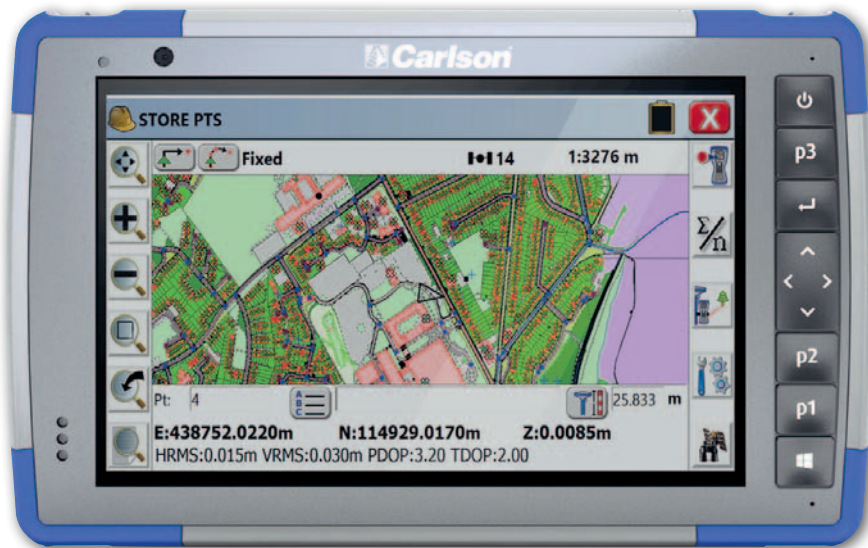 Carlson
STORE PTS
X
Fixed 14 1:3276 m
p3
Σ/n
Pt: 4 A B C 25.833 m
p2
E:438752.0220m N:114929.0170m Z:0.0085m
HRMS:0.015m VRMS:0.030m PDOP:3.20 TDOP:2.00
p1